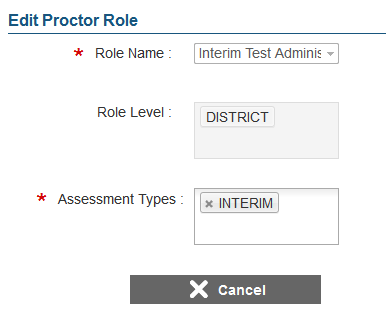 Edit Proctor Role
* Role Name : Interim Test Adminis
Role Level : DISTRICT
* Assessment Types : × INTERIM
Cancel